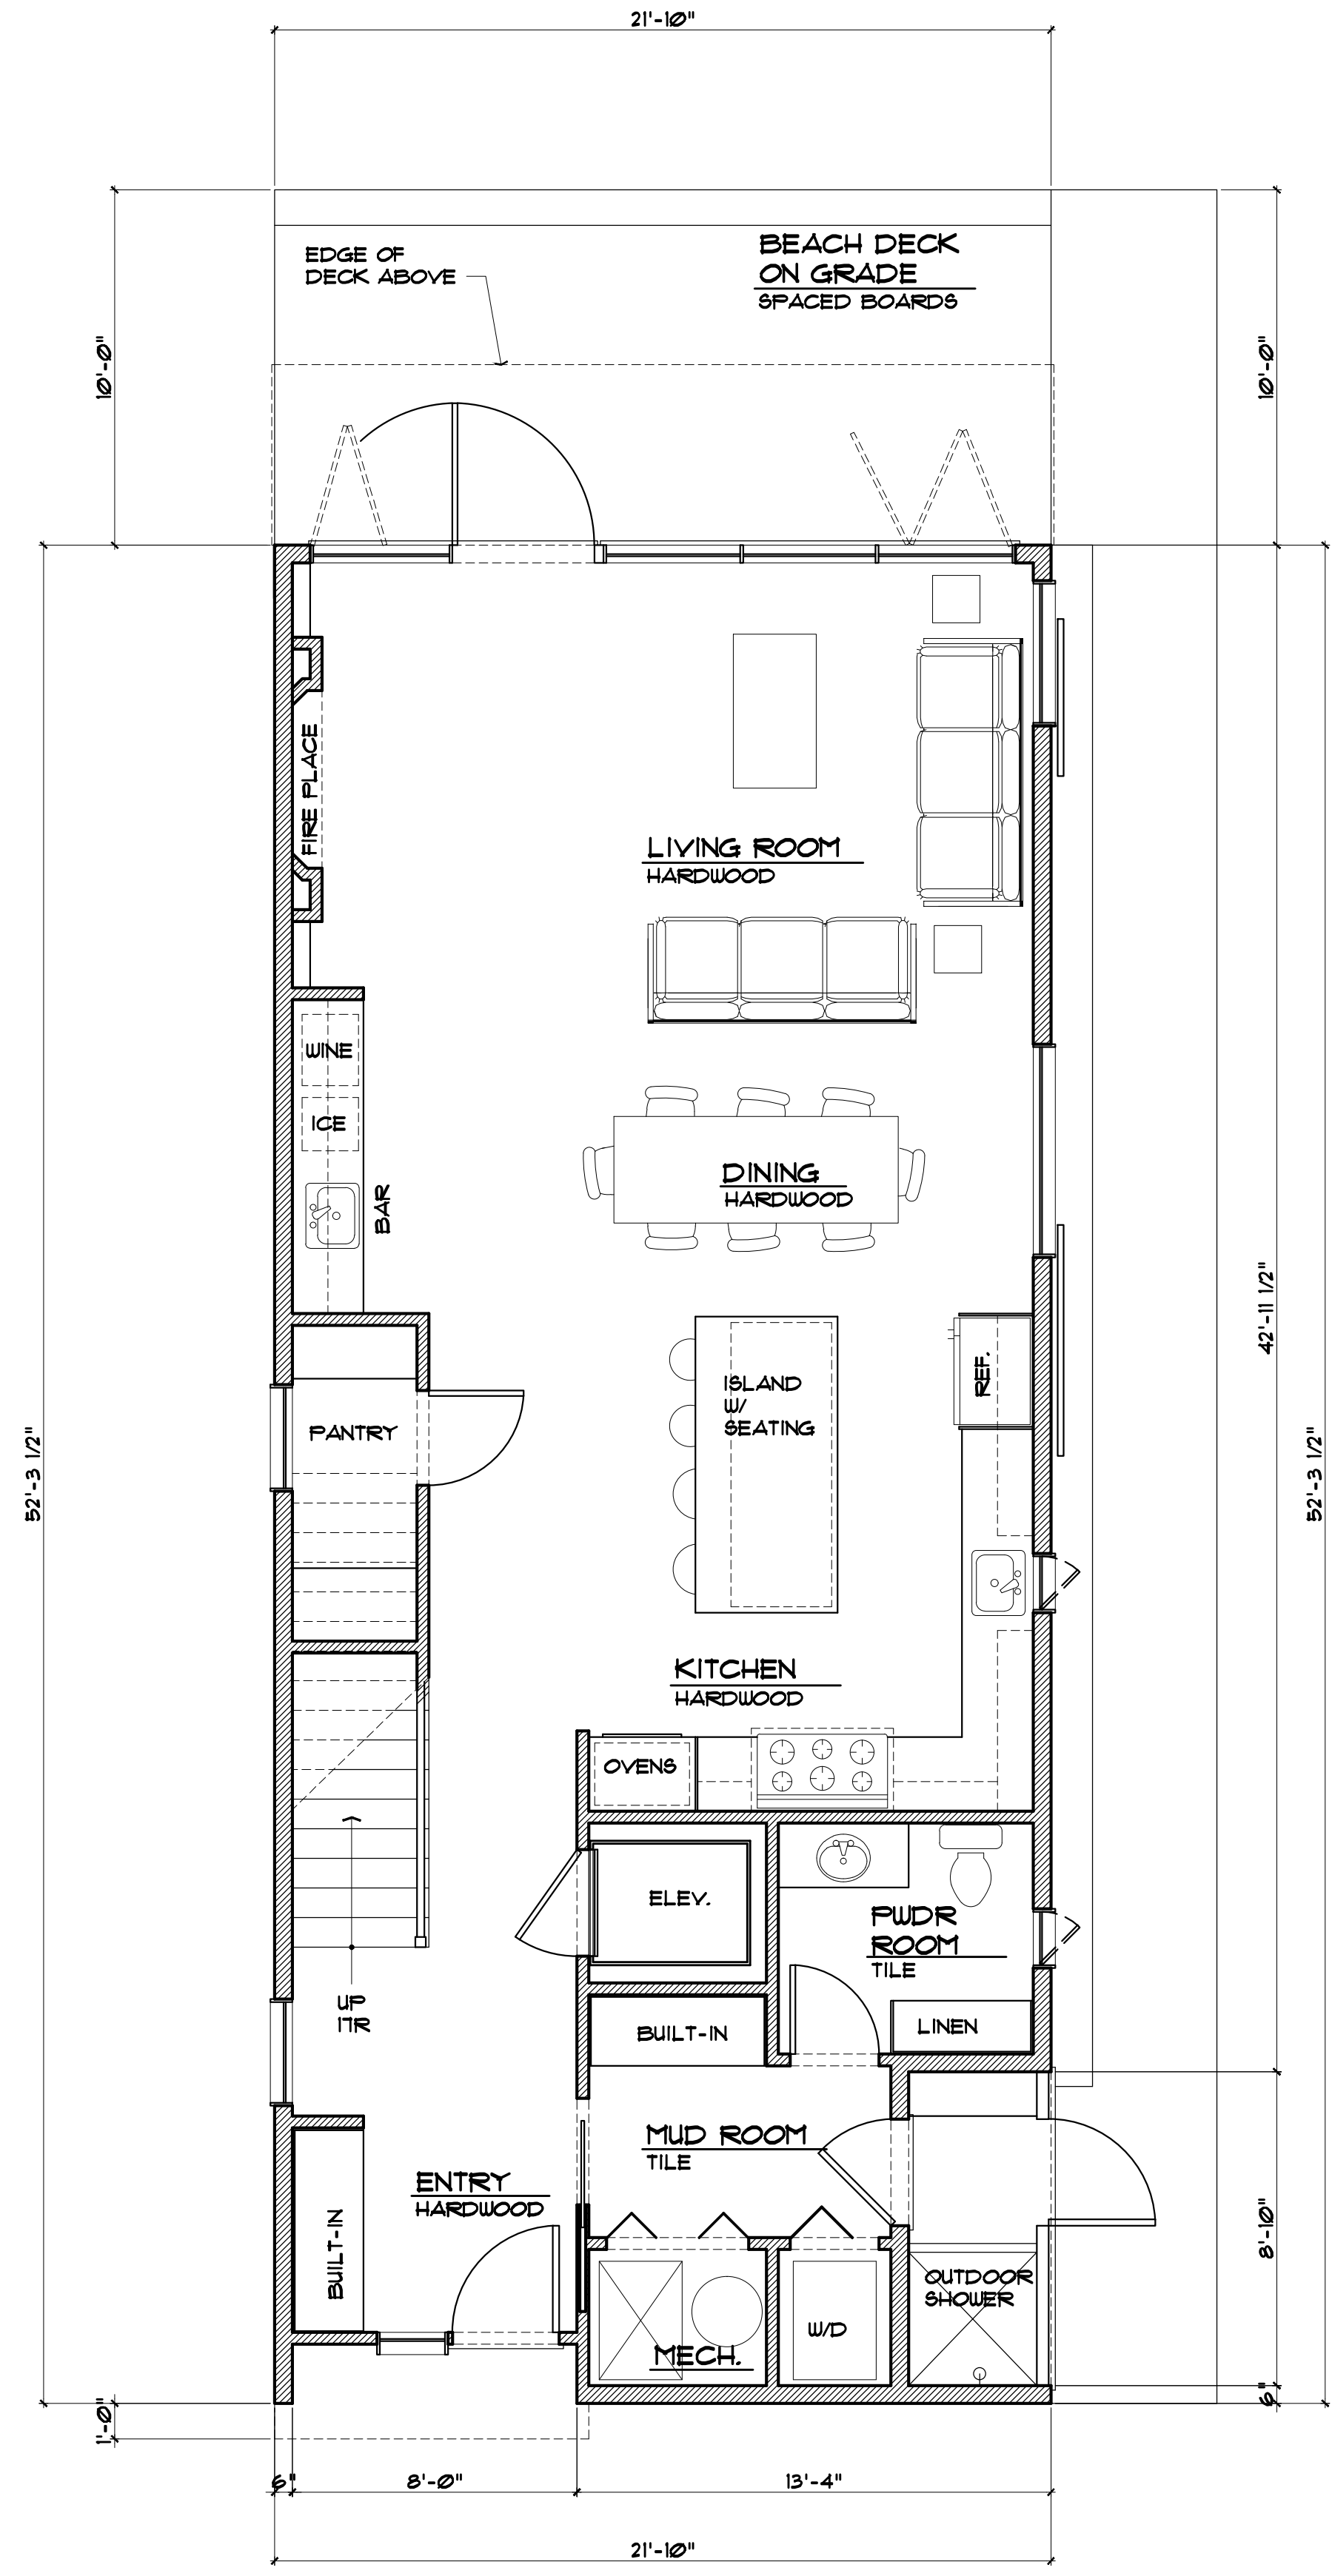 21'-10"
EDGE OF
DECK ABOVE
BEACH DECK
ON GRADE
SPACED BOARDS
10'-0"
10'-0"
FIRE PLACE
LIVING ROOM
HARDWOOD
WINE
ICE
BAR
DINING
HARDWOOD
42'-11 1/2"
52'-3 1/2"
52'-3 1/2"
ISLAND
W/
SEATING
REF.
PANTRY
KITCHEN
HARDWOOD
OVENS
ELEV.
PWDR
ROOM
TILE
UP
17R
BUILT-IN
LINEN
MUD ROOM
TILE
ENTRY
HARDWOOD
BUILT-IN
8'-10"
OUTDOOR
SHOWER
W/D
MECH.
1'-0"
6"
6"
8'-0"
13'-4"
21'-10"